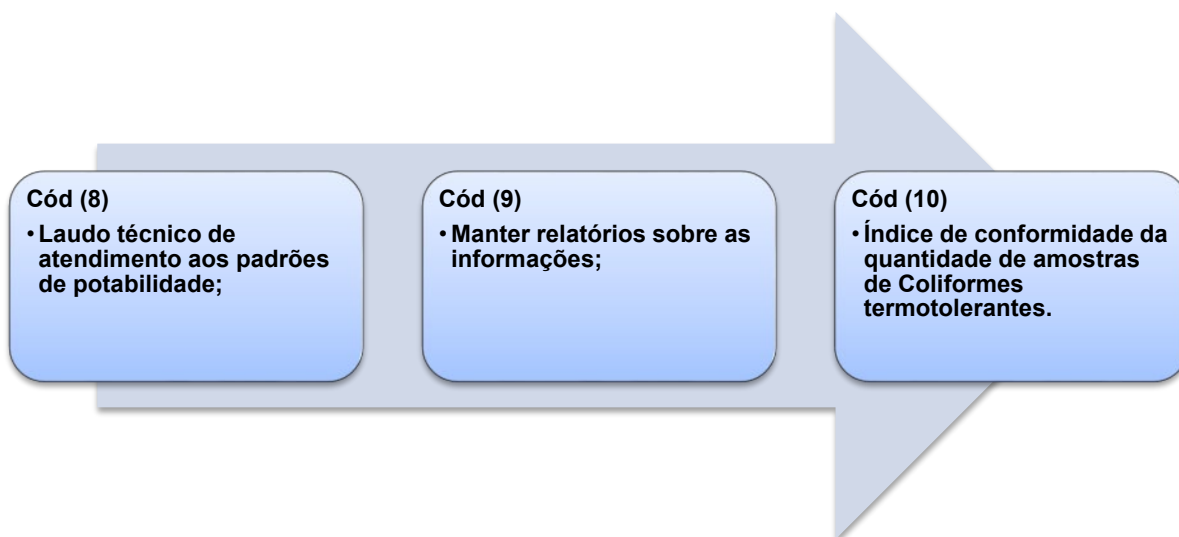 Cód (8)
• Laudo técnico de
atendimento aos padrões
de potabilidade;
Cód (9)
• Manter relatórios sobre as
informações;
Cód (10)
• Índice de conformidade da
quantidade de amostras
de Coliformes
termotolerantes.